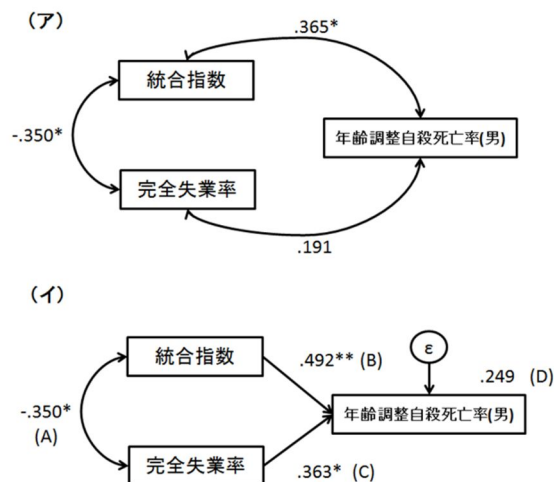 （ア）
.365*
統合指数
-.350*
年齢調整自殺死亡率(男)
完全失業率
.191
（イ）
統合指数
.492** (B)
ε
.249 (D)
-.350*
(A)
年齢調整自殺死亡率(男)
完全失業率
.363* (C)